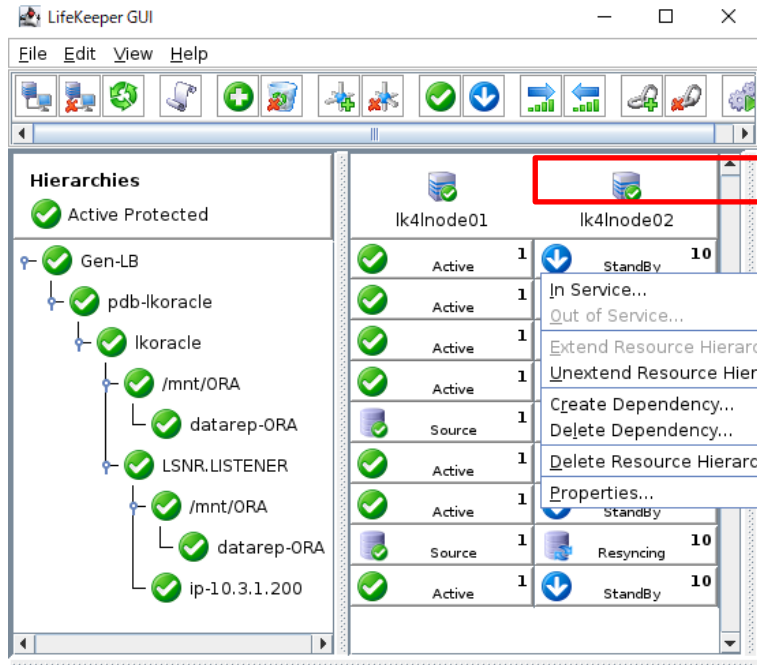 LifeKeeper GUI
File Edit View Help
Hierarchies
Active Protected
lk4lnode01 lk4lnode02
Gen-LB
1 Active
10 StandBy
pdb-lkoracle
1 Active
lkoracle
1 Active
/mnt/ORA
1 Active
datarep-ORA
1 Source
LSNR.LISTENER
1 Active
/mnt/ORA
1 Active
StandBy
datarep-ORA
1 Source
10 Resyncing
ip-10.3.1.200
1 Active
10 StandBy
In Service...
Out of Service...
Extend Resource Hierarc
Unextend Resource Hier
Create Dependency...
Delete Dependency...
Delete Resource Hierarc
Properties...